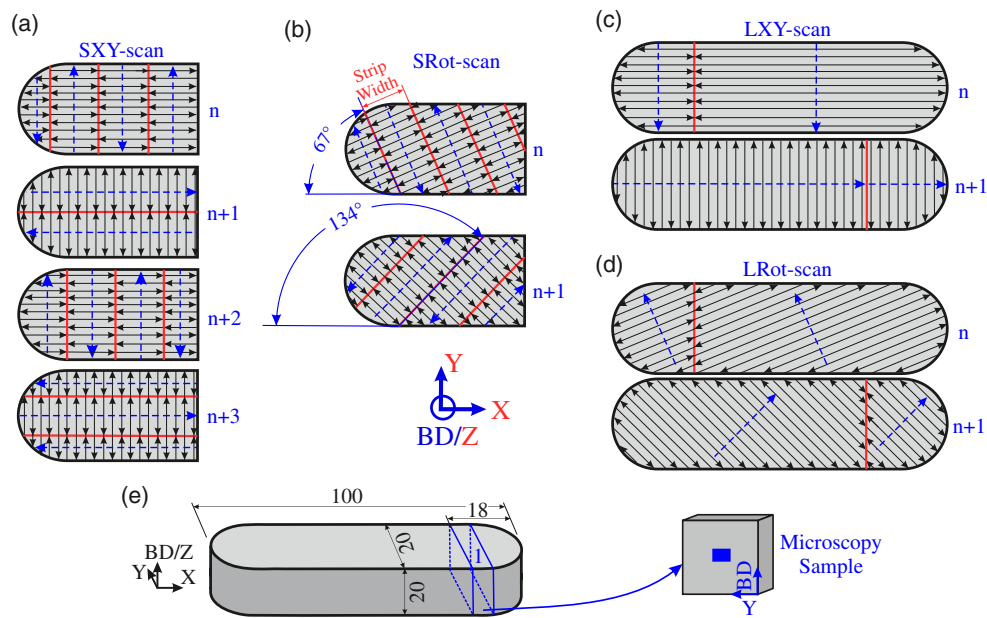 (a)
SXY-scan
n
n+1
n+2
n+3
(b)
SRot-scan
Strip
Width
67°
n
134°
n+1
Y
X
BD/Z
(c)
LXY-scan
n
n+1
(d)
LRot-scan
n
n+1
(e)
100
18
20
1
20
BD/Z
Y
X
Microscopy
Sample
BD
Y